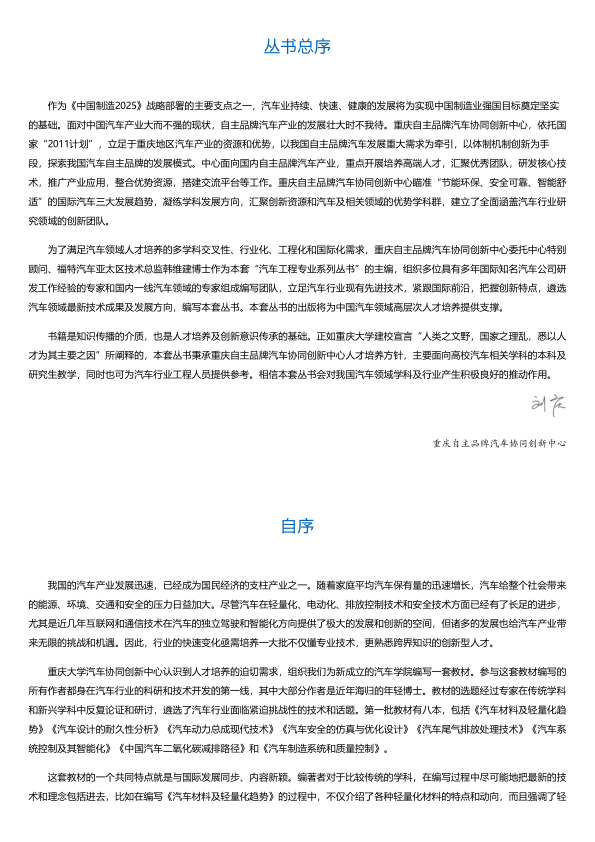 丛书总序
作为《中国制造2025》战略部署的主要支点之一，汽车业持续、快速、健康的发展将为实现中国制造业强国目标奠定坚实
的基础。面对中国汽车产业大而不强的现状，自主品牌汽车产业的发展壮大时不我待。重庆自主品牌汽车协同创新中心，依托国
家“2011计划”，立足于重庆地区汽车产业的资源和优势，以我国自主品牌汽车发展重大需求为牵引，以体制机制创新为手
段，探索我国汽车自主品牌的发展模式。中心面向国内自主品牌汽车产业，重点开展培养高端人才，汇聚优秀团队，研发核心技
术，推广产业应用，整合优势资源，搭建交流平台等工作。重庆自主品牌汽车协同创新中心瞄准“节能环保、安全可靠、智能舒
适”的国际汽车三大发展趋势，凝练学科发展方向，汇聚创新资源和汽车及相关领域的优势学科群，建立了全面涵盖汽车行业研
究领域的创新团队。
为了满足汽车领域人才培养的多学科交叉性、行业化、工程化和国际化需求，重庆自主品牌汽车协同创新中心委托中心特别
顾问、福特汽车亚太区技术总监韩维建博士作为本套“汽车工程专业系列丛书”的主编，组织多位具有多年国际知名汽车公司研
发工作经验的专家和国内一线汽车领域的专家组成编写团队，立足汽车行业现有先进技术，紧跟国际前沿，把握创新特点，遴选
汽车领域最新技术成果及发展方向，编写本套丛书。本套丛书的出版将为中国汽车领域高层次人才培养提供支撑。
书籍是知识传播的介质，也是人才培养及创新意识传承的基础。正如重庆大学建校宣言“人类之文野，国家之理乱，悉以人
才为其主要之因”所阐释的，本套丛书秉承重庆自主品牌汽车协同创新中心人才培养方针，主要面向高校汽车相关学科的本科及
研究生教学，同时也可为汽车行业工程人员提供参考。相信本套丛书会对我国汽车领域学科及行业产生积极良好的推动作用。
刘庆
重庆自主品牌汽车协同创新中心
自序
我国的汽车产业发展迅速，已经成为国民经济的支柱产业之一。随着家庭平均汽车保有量的迅速增长，汽车给整个社会带来
的能源、环境、交通和安全的压力日益加大。尽管汽车在轻量化、电动化、排放控制技术和安全技术方面已经有了长足的进步，
尤其是近几年互联网和通信技术在汽车的独立驾驶和智能化方向提供了极大的发展和创新的空间，但诸多的发展也给汽车产业带
来无限的挑战和机遇。因此，行业的快速变化亟需培养一大批不仅懂专业技术，更熟悉跨界知识的创新型人才。
重庆大学汽车协同创新中心认识到人才培养的迫切需求，组织我们为新成立的汽车学院编写一套教材。参与这套教材编写的
所有作者都身在汽车行业的科研和技术开发的第一线，其中大部分作者是近年海归的年轻博士。教材的选题经过专家在传统学科
和新兴学科中反复论证和研讨，遴选了汽车行业面临紧迫挑战性的技术和话题。第一批教材有八本，包括《汽车材料及轻量化趋
势》《汽车设计的耐久性分析》《汽车动力总成现代技术》《汽车安全的仿真与优化设计》《汽车尾气排放处理技术》《汽车系
统控制及其智能化》《中国汽车二氧化碳减排路径》和《汽车制造系统和质量控制》。
这套教材的一个共同特点就是与国际发展同步、内容新颖。编著者对于比较传统的学科，在编写过程中尽可能地把最新的技
术和理念包括进去，比如在编写《汽车材料及轻量化趋势》的过程中，不仅介绍了各种轻量化材料的特点和动向，而且强调了轻